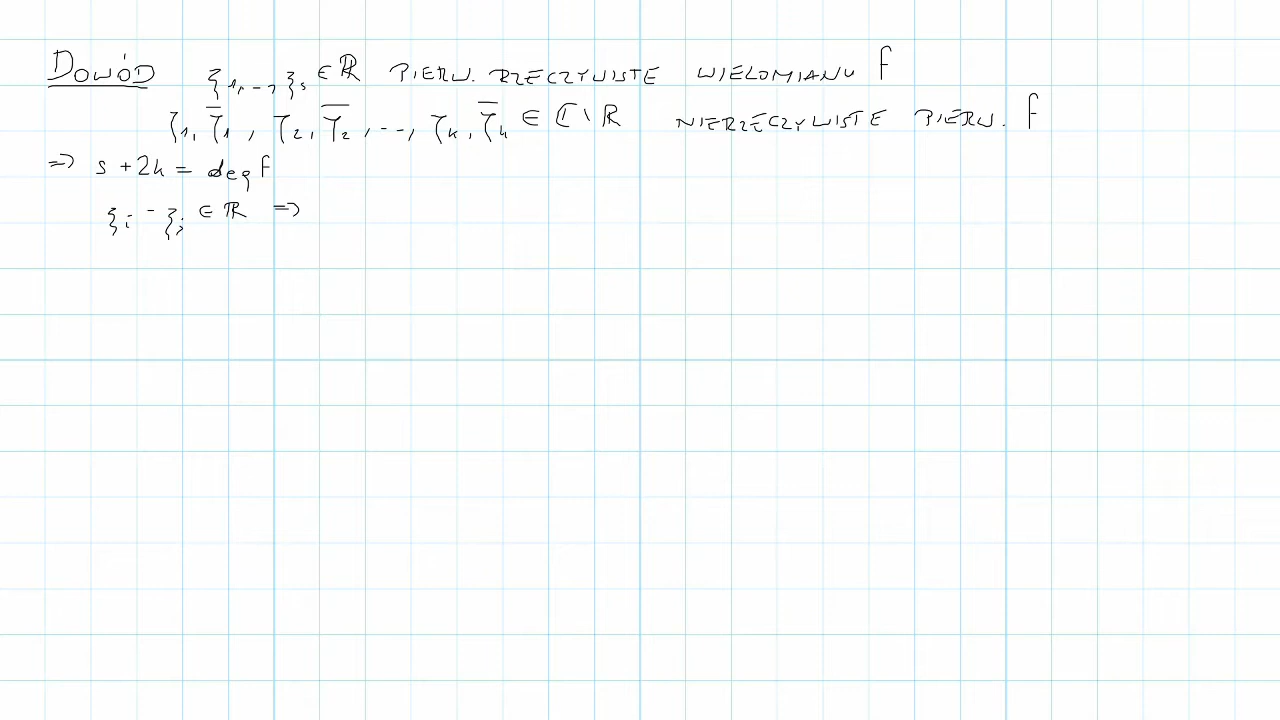 DOWÓD ξ₁, ‒, ξₛ ∈ ℝ PIERW. RZECZYWISTE WIELOMIANU f
ζ₁, ζ̄₁, ζ₂, ζ̄₂, ..., ζₖ, ζ̄ₖ ∈ ℂ \ ℝ NIERZECZYWISTE PIERW. f
⇒ s + 2k = deg f
ξᵢ - ξⱼ ∈ ℝ ⇒